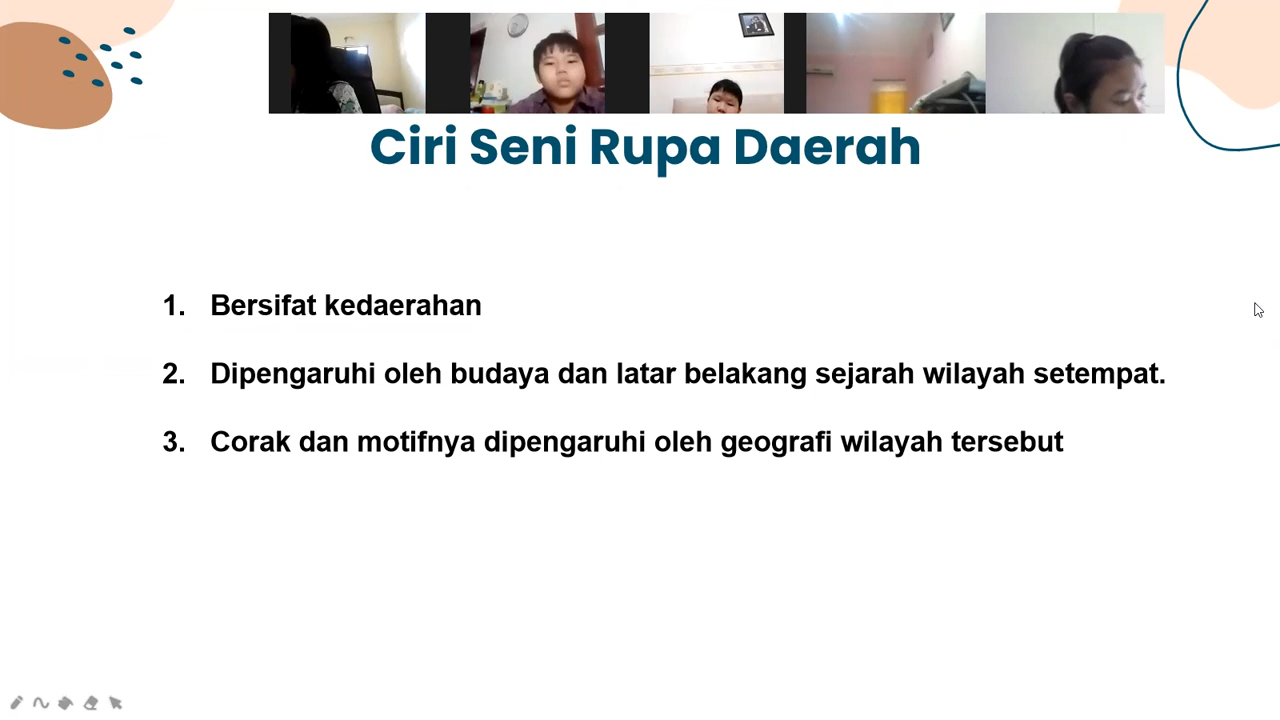 Ciri Seni Rupa Daerah
1. Bersifat kedaerahan
2. Dipengaruhi oleh budaya dan latar belakang sejarah wilayah setempat.
3. Corak dan motifnya dipengaruhi oleh geografi wilayah tersebut